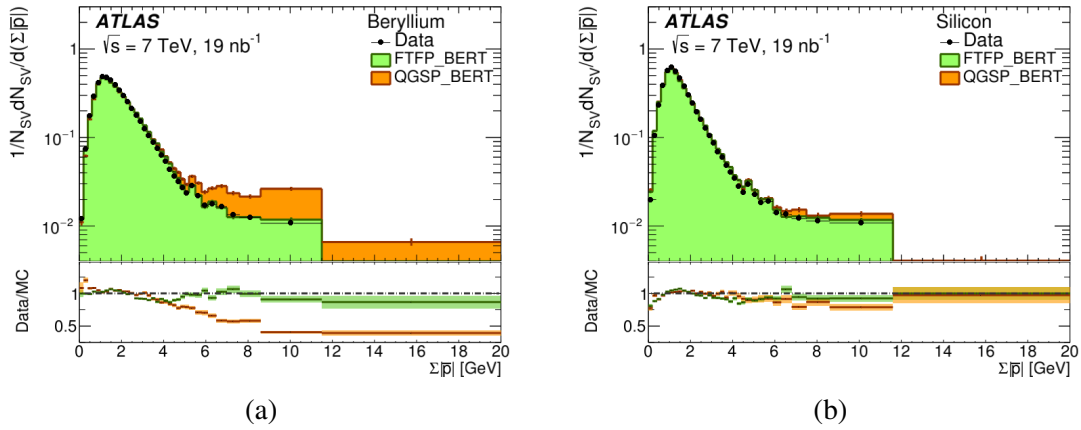 ATLAS Beryllium
√s = 7 TeV, 19 nb⁻¹
Data
FTFP_BERT
QGSP_BERT
1/N_SV dN_SV/d(Σ|p̅|)
1
10⁻¹
10⁻²
Data/MC
1
0.5
0 2 4 6 8 10 12 14 16 18 20
Σ|p̅| [GeV]
(a)
ATLAS Silicon
√s = 7 TeV, 19 nb⁻¹
Data
FTFP_BERT
QGSP_BERT
1/N_SV dN_SV/d(Σ|p̅|)
1
10⁻¹
10⁻²
Data/MC
1
0.5
0 2 4 6 8 10 12 14 16 18 20
Σ|p̅| [GeV]
(b)